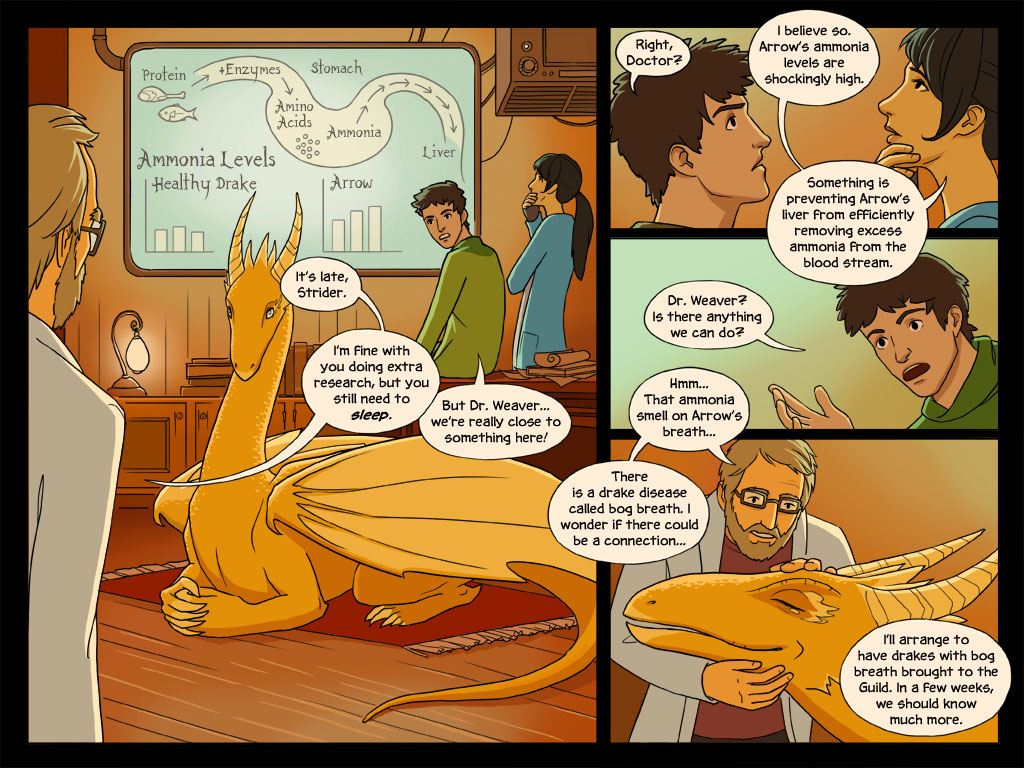 Protein
+Enzymes
Stomach
Amino
Acids
Ammonia
Liver
Ammonia Levels
Healthy Drake
Arrow
It's late,
Strider.
I'm fine with
you doing extra
research, but you
still need to
sleep.
But Dr. Weaver...
we're really close to
something here!
Right,
Doctor?
I believe so.
Arrow's ammonia
levels are
shockingly high.
Something is
preventing Arrow's
liver from efficiently
removing excess
ammonia from the
blood stream.
Dr. Weaver?
Is there anything
we can do?
Hmm...
That ammonia
smell on Arrow's
breath...
There
is a drake disease
called bog breath. I
wonder if there could
be a connection...
I'll arrange to
have drakes with bog
breath brought to the
Guild. In a few weeks,
we should know
much more.